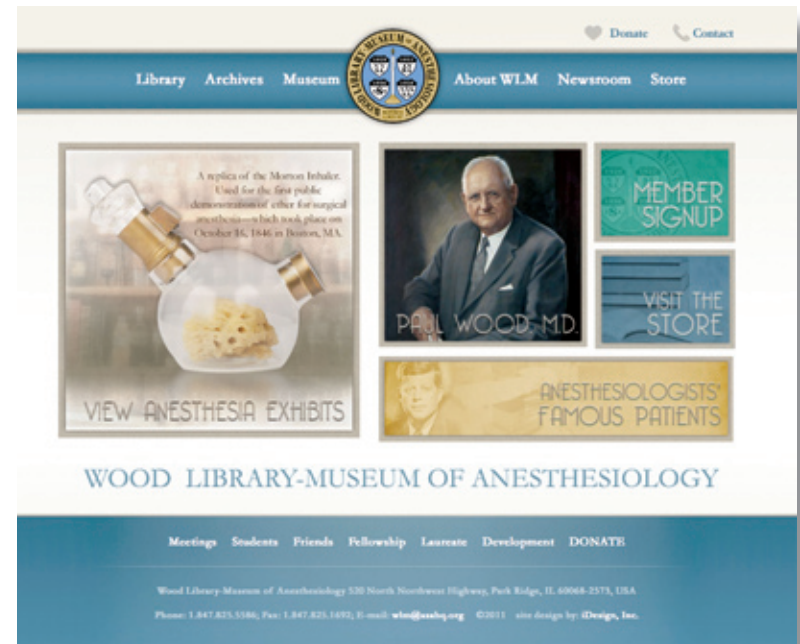 Donate Contact
Library Archives Museum
WOOD LIBRARY MUSEUM OF ANESTHESIOLOGY
About WLM Newsroom Store
A replica of the Morton Inhaler.
Used for the first public
demonstration of ether for surgical
anesthesia—which took place on
October 16, 1846 in Boston, MA.
VIEW ANESTHESIA EXHIBITS
PAUL WOOD M.D.
MEMBER
SIGNUP
VISIT THE
STORE
ANESTHESIOLOGISTS'
FAMOUS PATIENTS
WOOD LIBRARY-MUSEUM OF ANESTHESIOLOGY
Meetings Students Friends Fellowship Laureate Development DONATE
Wood Library-Museum of Anesthesiology 520 North Northwest Highway, Park Ridge, IL 60068-2573, USA
Phone: 1.847.825.5586; Fax: 1.847.825.1692; E-mail: wlm@asahq.org ©2011 site design by: iDesign, Inc.